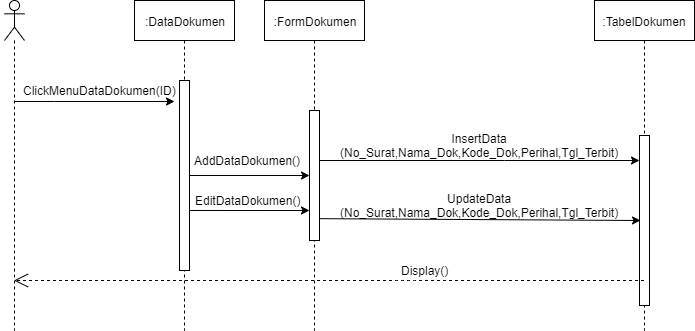 :DataDokumen
:FormDokumen
:TabelDokumen
ClickMenuDataDokumen(ID)
InsertData
(No_Surat,Nama_Dok,Kode_Dok,Perihal,Tgl_Terbit)
AddDataDokumen()
EditDataDokumen()
UpdateData
(No_Surat,Nama_Dok,Kode_Dok,Perihal,Tgl_Terbit)
Display()